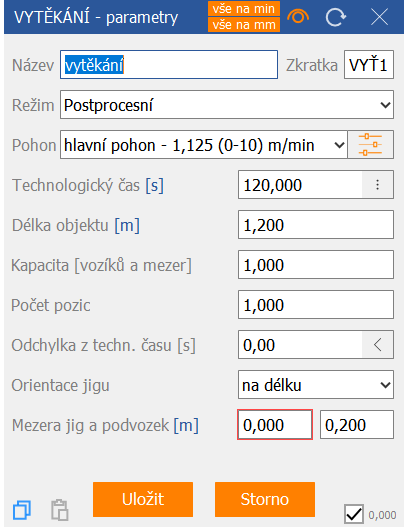 VYTĚKÁNÍ - parametry vše na min
vše na mm
Název vytěkání Zkratka VYŤ1
Režim Postprocesní
Pohon hlavní pohon - 1,125 (0-10) m/min
Technologický čas [s] 120,000
Délka objektu [m] 1,200
Kapacita [vozíků a mezer] 1,000
Počet pozic 1,000
Odchylka z techn. času [s] 0,00
Orientace jigu na délku
Mezera jig a podvozek [m] 0,000 0,200
Uložit Storno
0,000